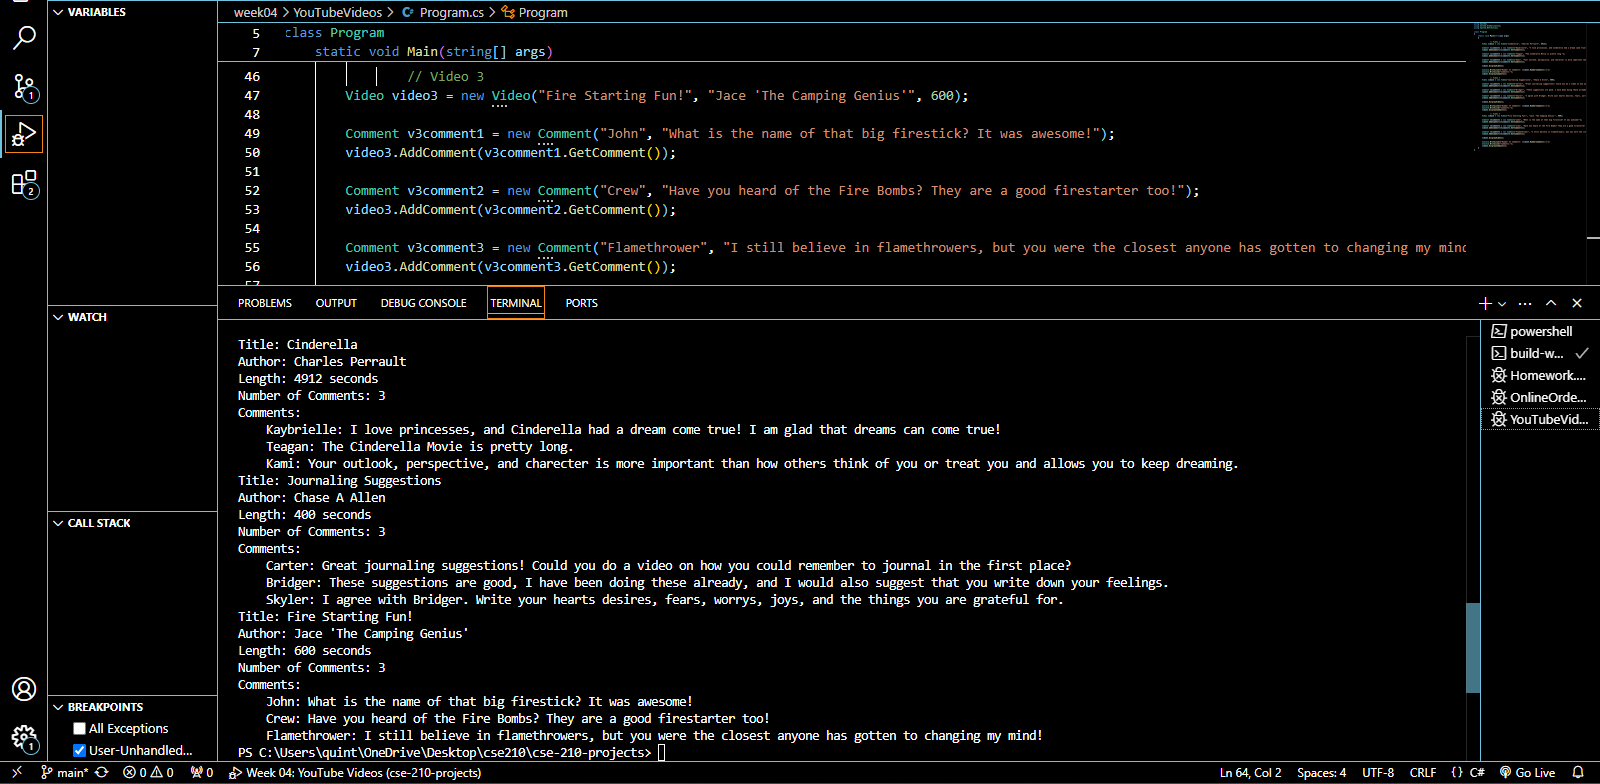 VARIABLES
WATCH
CALL STACK
BREAKPOINTS
All Exceptions
User-Unhandled...
1
2
1
week04 > YouTubeVideos > C# Program.cs > Program
5 class Program
7 static void Main(string[] args)
46 // Video 3
47 Video video3 = new Video("Fire Starting Fun!", "Jace 'The Camping Genius'", 600);
48
49 Comment v3comment1 = new Comment("John", "What is the name of that big firestick? It was awesome!");
50 video3.AddComment(v3comment1.GetComment());
51
52 Comment v3comment2 = new Comment("Crew", "Have you heard of the Fire Bombs? They are a good firestarter too!");
53 video3.AddComment(v3comment2.GetComment());
54
55 Comment v3comment3 = new Comment("Flamethrower", "I still believe in flamethrowers, but you were the closest anyone has gotten to changing my mind
56 video3.AddComment(v3comment3.GetComment());
57
PROBLEMS OUTPUT DEBUG CONSOLE TERMINAL PORTS
Title: Cinderella
Author: Charles Perrault
Length: 4912 seconds
Number of Comments: 3
Comments:
Kaybrielle: I love princesses, and Cinderella had a dream come true! I am glad that dreams can come true!
Teagan: The Cinderella Movie is pretty long.
Kami: Your outlook, perspective, and charecter is more important than how others think of you or treat you and allows you to keep dreaming.
Title: Journaling Suggestions
Author: Chase A Allen
Length: 400 seconds
Number of Comments: 3
Comments:
Carter: Great journaling suggestions! Could you do a video on how you could remember to journal in the first place?
Bridger: These suggestions are good, I have been doing these already, and I would also suggest that you write down your feelings.
Skyler: I agree with Bridger. Write your hearts desires, fears, worrys, joys, and the things you are grateful for.
Title: Fire Starting Fun!
Author: Jace 'The Camping Genius'
Length: 600 seconds
Number of Comments: 3
Comments:
John: What is the name of that big firestick? It was awesome!
Crew: Have you heard of the Fire Bombs? They are a good firestarter too!
Flamethrower: I still believe in flamethrowers, but you were the closest anyone has gotten to changing my mind!
PS C:\Users\quint\OneDrive\Desktop\cse210\cse-210-projects>
powershell
build-w...
Homework....
OnlineOrde...
YouTubeVid...
main* 0 0 0 Week 04: YouTube Videos (cse-210-projects) Ln 64, Col 2 Spaces: 4 UTF-8 CRLF {} C# Go Live